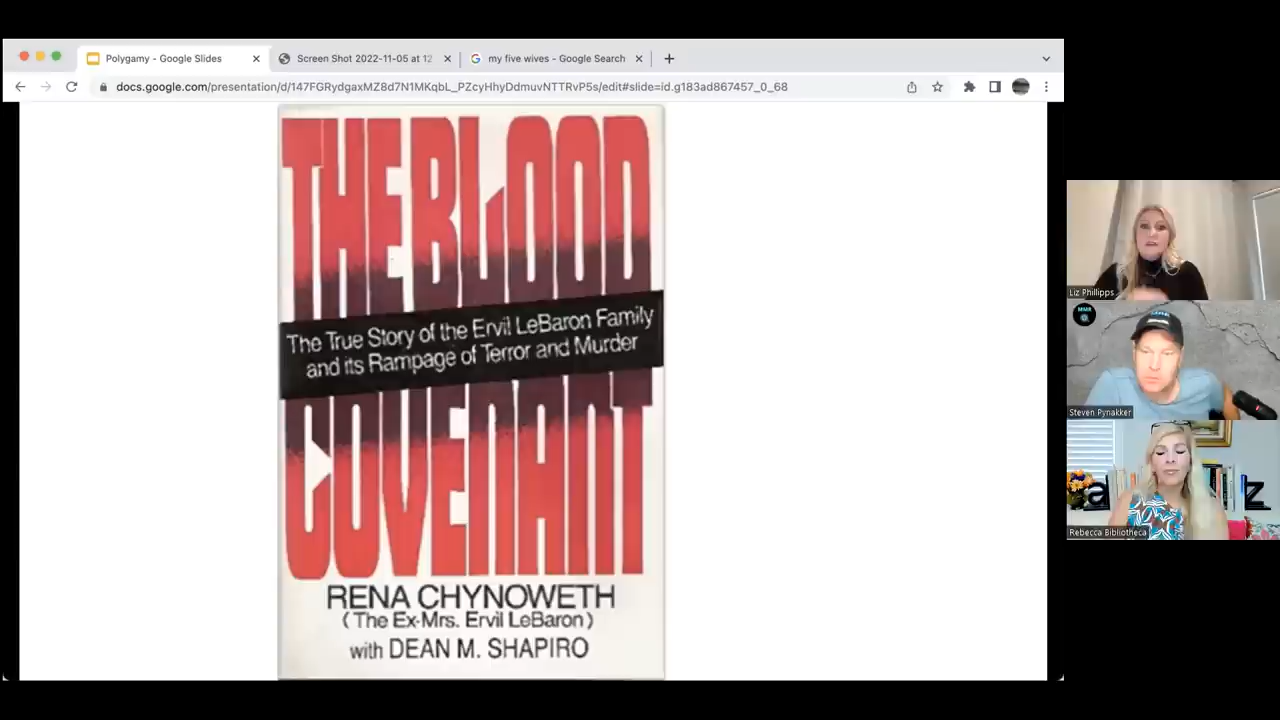 Polygamy - Google Slides
Screen Shot 2022-11-05 at 12
my five wives - Google Search
docs.google.com/presentation/d/147FGRydgaxMZ8d7N1MKqbL_PZcyHhyDdmuvNTTRvP5s/edit#slide=id.g183ad867457_0_68
THE BLOOD
The True Story of the Ervil LeBaron Family
and its Rampage of Terror and Murder
COVENANT
RENA CHYNOWETH
(The Ex-Mrs. Ervil LeBaron)
with DEAN M. SHAPIRO
Liz Phillipps
MMR
Steven Pynakker
a
z
Rebecca Bibliotheca